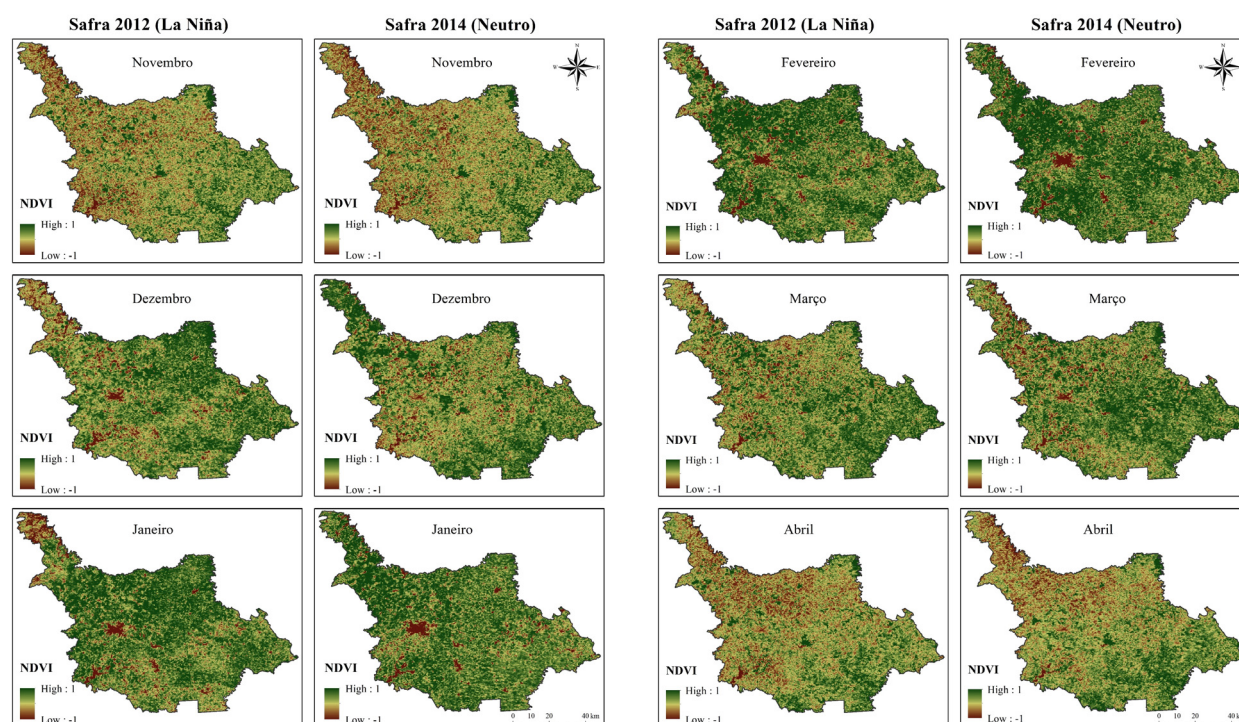 Safra 2012 (La Niña)
Safra 2014 (Neutro)
Safra 2012 (La Niña)
Safra 2014 (Neutro)
Novembro
NDVI
High : 1
Low : -1
Novembro
W E
S
NDVI
High : 1
Low : -1
Fevereiro
NDVI
High : 1
Low : -1
Fevereiro
W E
S
NDVI
High : 1
Low : -1
Dezembro
NDVI
High : 1
Low : -1
Dezembro
NDVI
High : 1
Low : -1
Março
NDVI
High : 1
Low : -1
Março
NDVI
High : 1
Low : -1
Janeiro
NDVI
High : 1
Low : -1
Janeiro
NDVI
High : 1
Low : -1
0 10 20 40 km
Abril
NDVI
High : 1
Low : -1
Abril
NDVI
High : 1
Low : -1
0 10 20